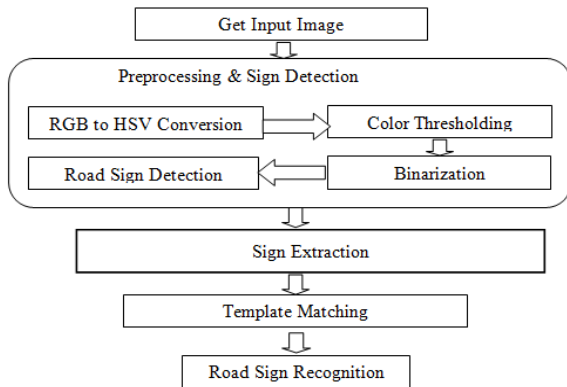 Get Input Image
Preprocessing & Sign Detection
RGB to HSV Conversion
Color Thresholding
Binarization
Road Sign Detection
Sign Extraction
Template Matching
Road Sign Recognition